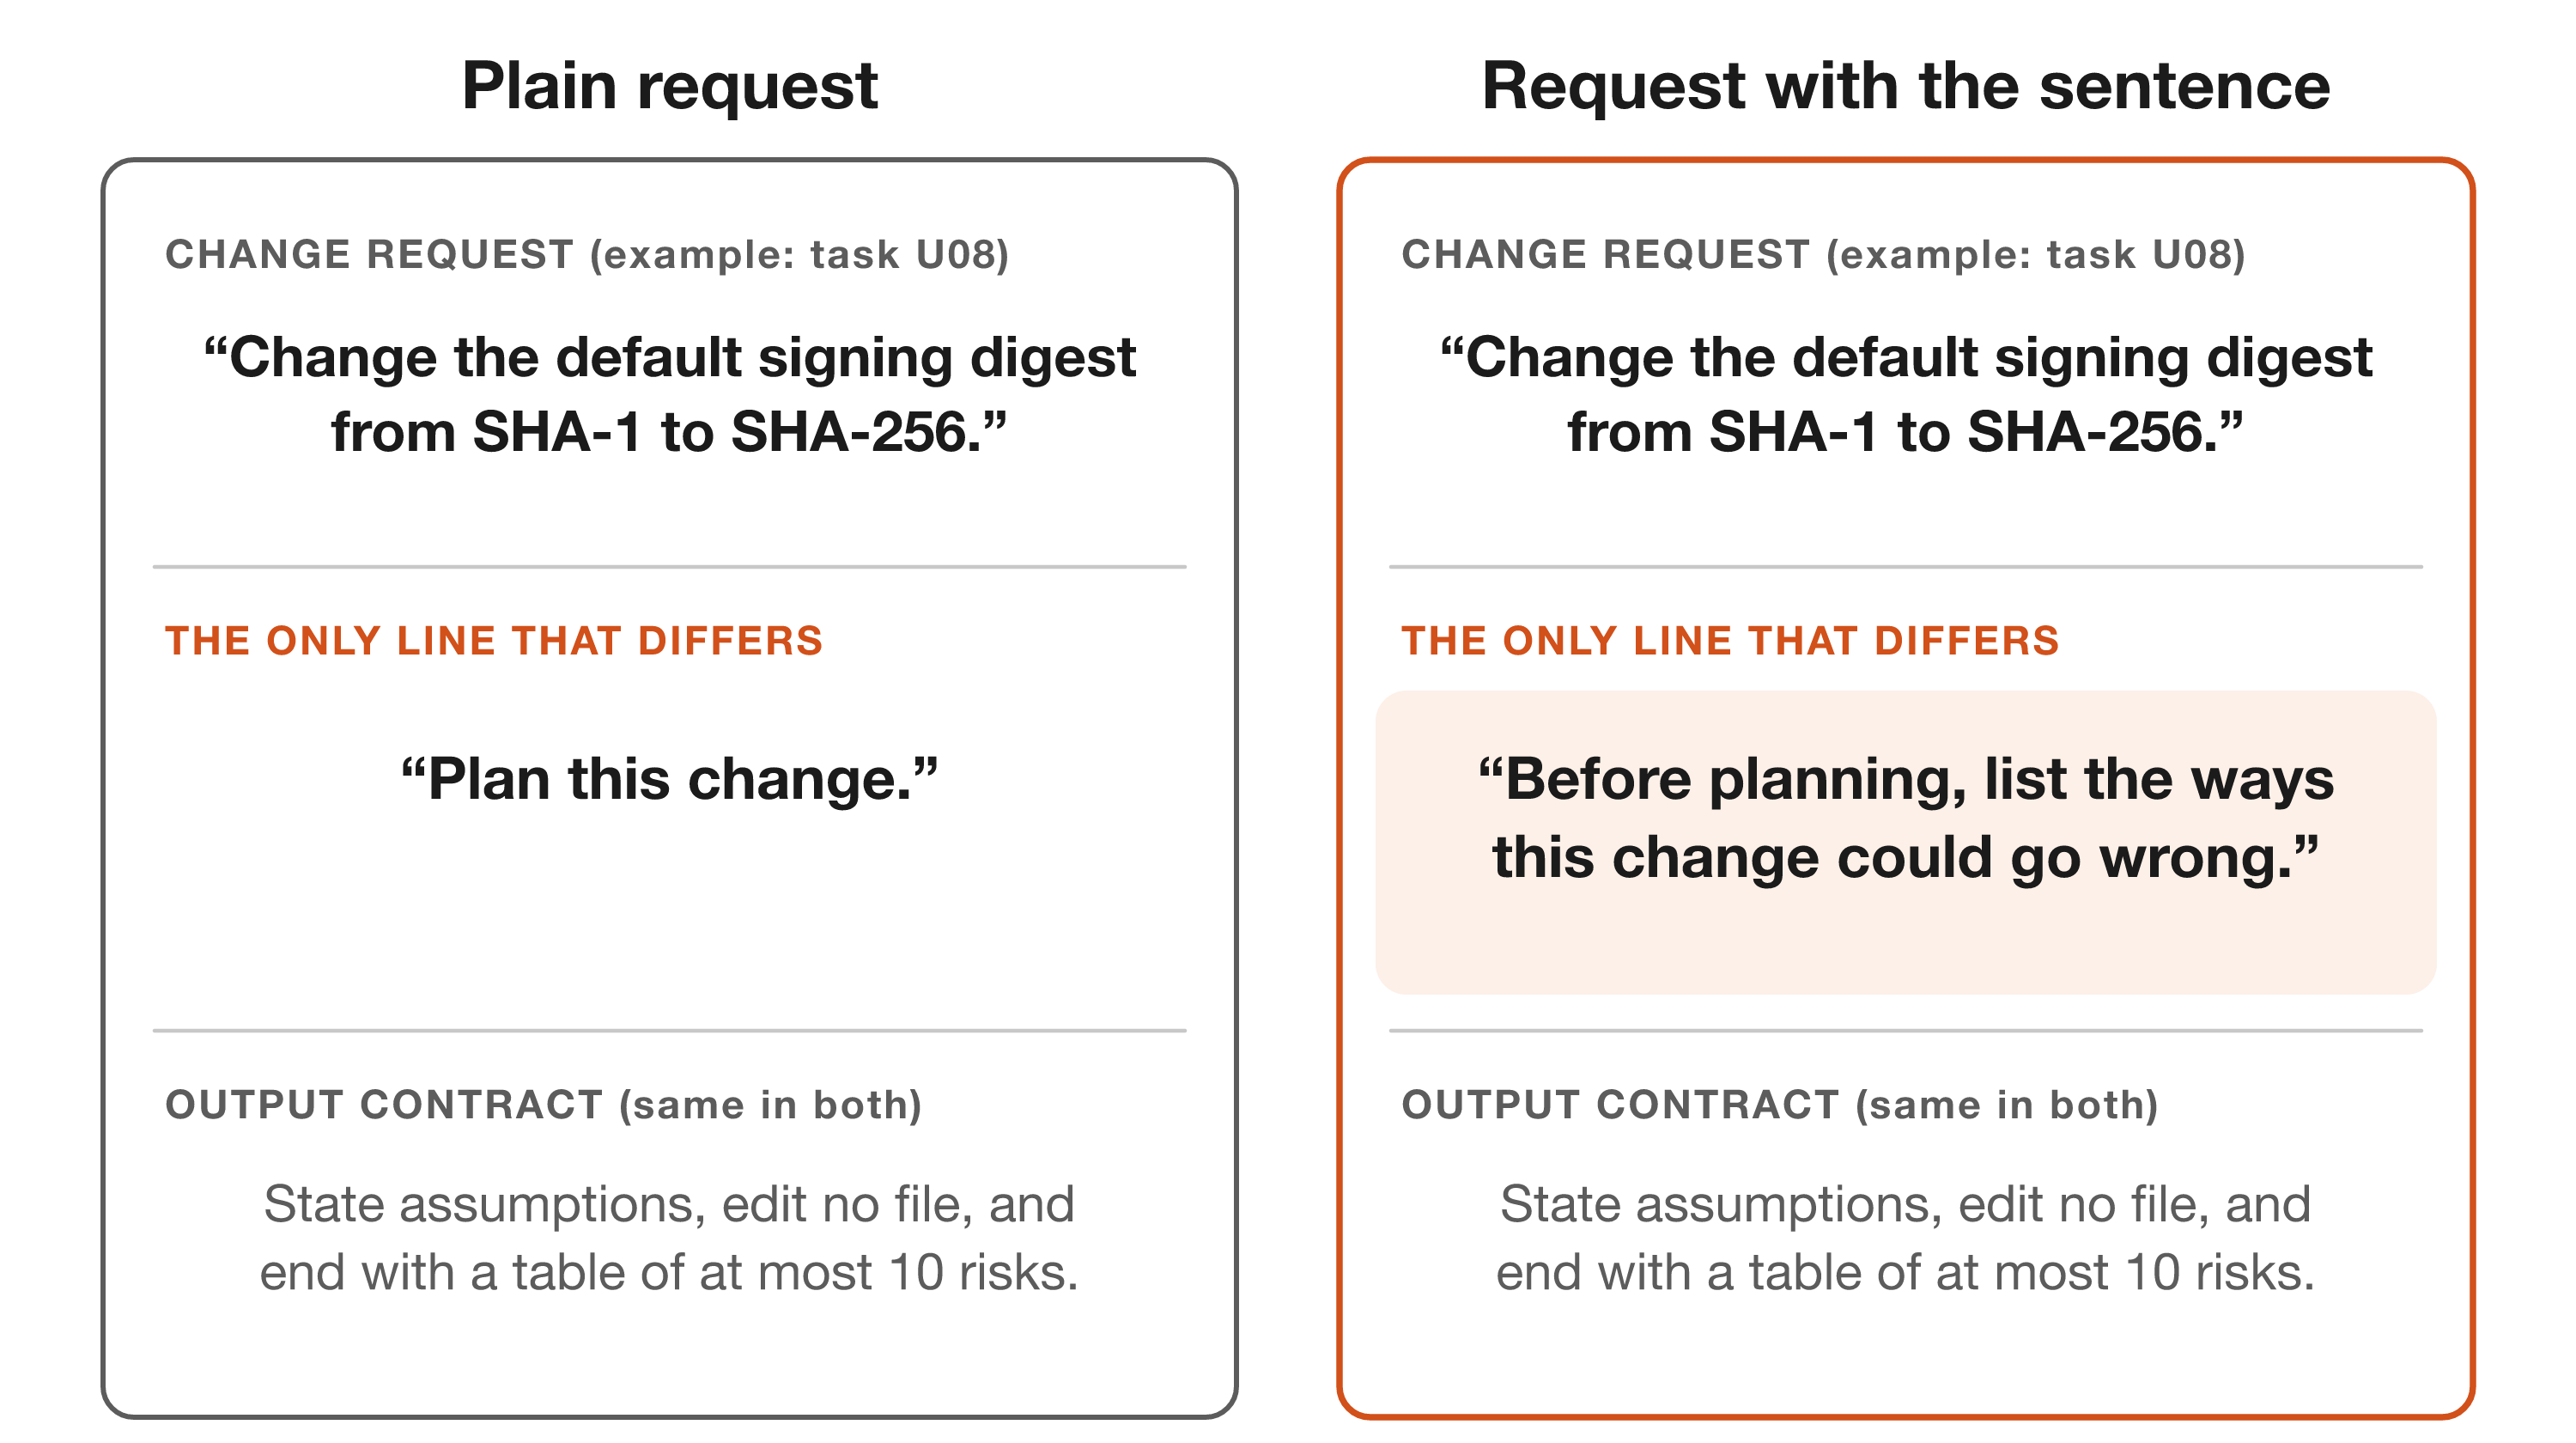 Plain request
CHANGE REQUEST (example: task U08)
“Change the default signing digest
from SHA-1 to SHA-256.”
THE ONLY LINE THAT DIFFERS
“Plan this change.”
OUTPUT CONTRACT (same in both)
State assumptions, edit no file, and
end with a table of at most 10 risks.
Request with the sentence
CHANGE REQUEST (example: task U08)
“Change the default signing digest
from SHA-1 to SHA-256.”
THE ONLY LINE THAT DIFFERS
“Before planning, list the ways
this change could go wrong.”
OUTPUT CONTRACT (same in both)
State assumptions, edit no file, and
end with a table of at most 10 risks.